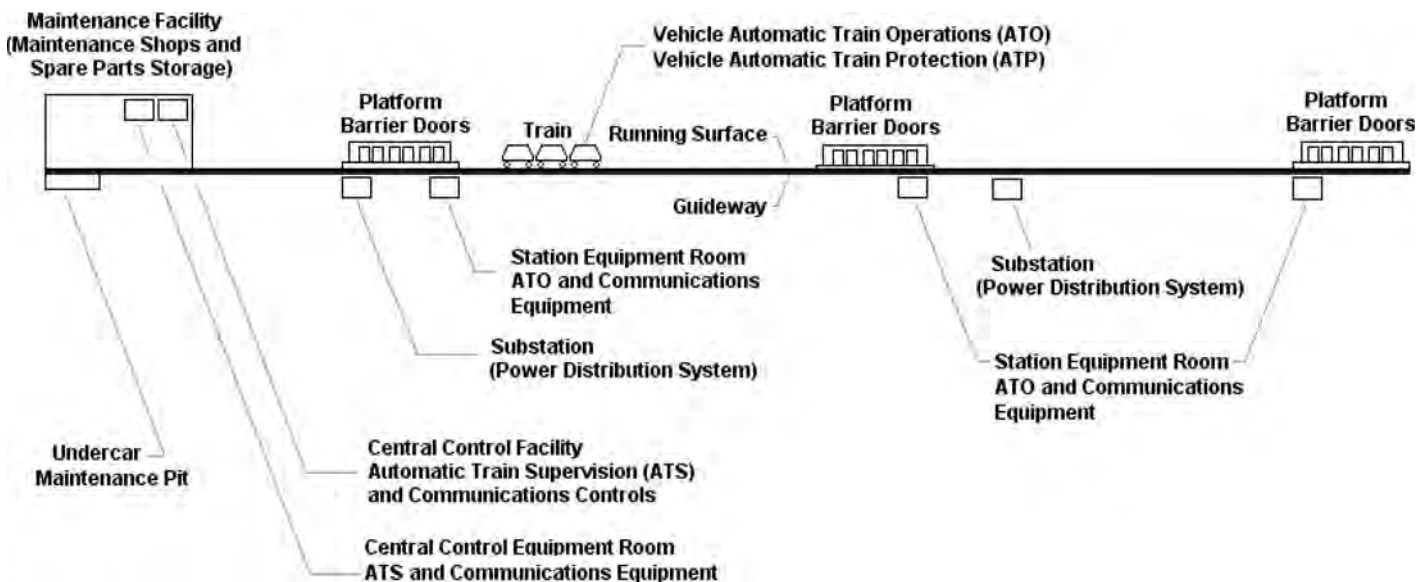 Maintenance Facility
(Maintenance Shops and
Spare Parts Storage)
Vehicle Automatic Train Operations (ATO)
Vehicle Automatic Train Protection (ATP)
Platform
Barrier Doors
Train
Running Surface
Platform
Barrier Doors
Platform
Barrier Doors
Guideway
Station Equipment Room
ATO and Communications
Equipment
Substation
(Power Distribution System)
Substation
(Power Distribution System)
Station Equipment Room
ATO and Communications
Equipment
Undercar
Maintenance Pit
Central Control Facility
Automatic Train Supervision (ATS)
and Communications Controls
Central Control Equipment Room
ATS and Communications Equipment